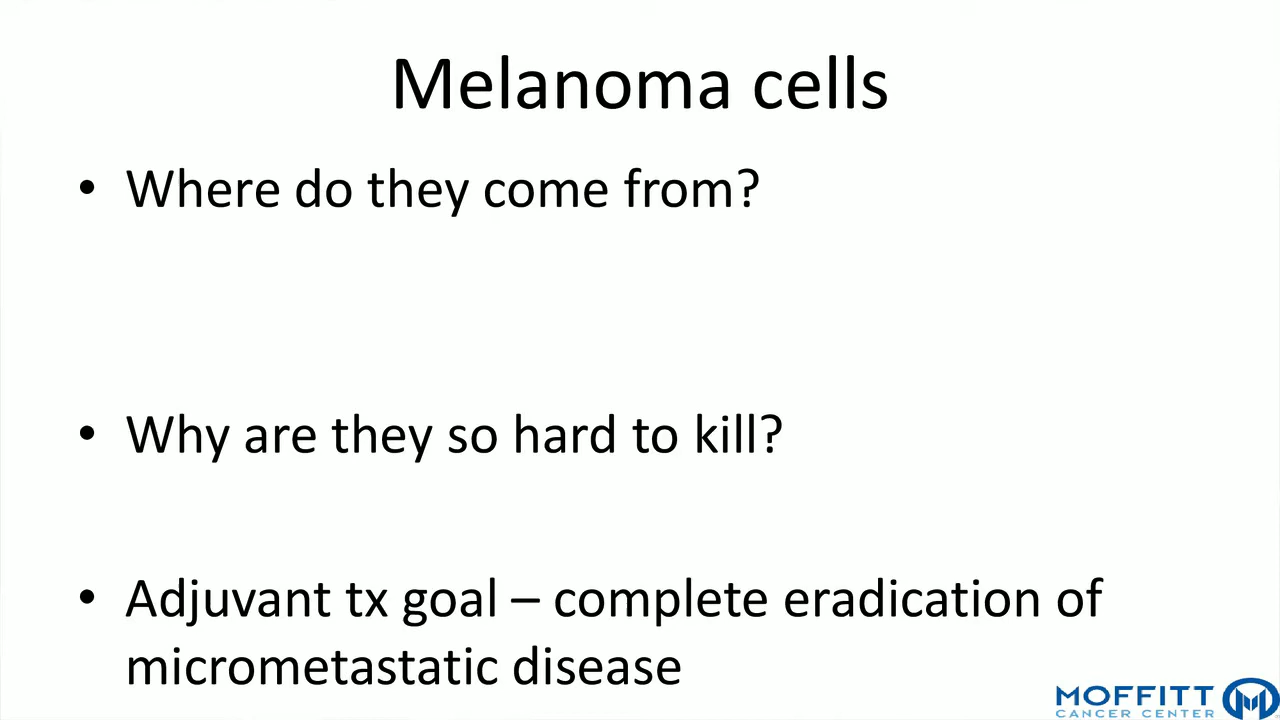 Melanoma cells
• Where do they come from?
• Why are they so hard to kill?
• Adjuvant tx goal – complete eradication of
micrometastatic disease
MOFFITT
CANCER CENTER